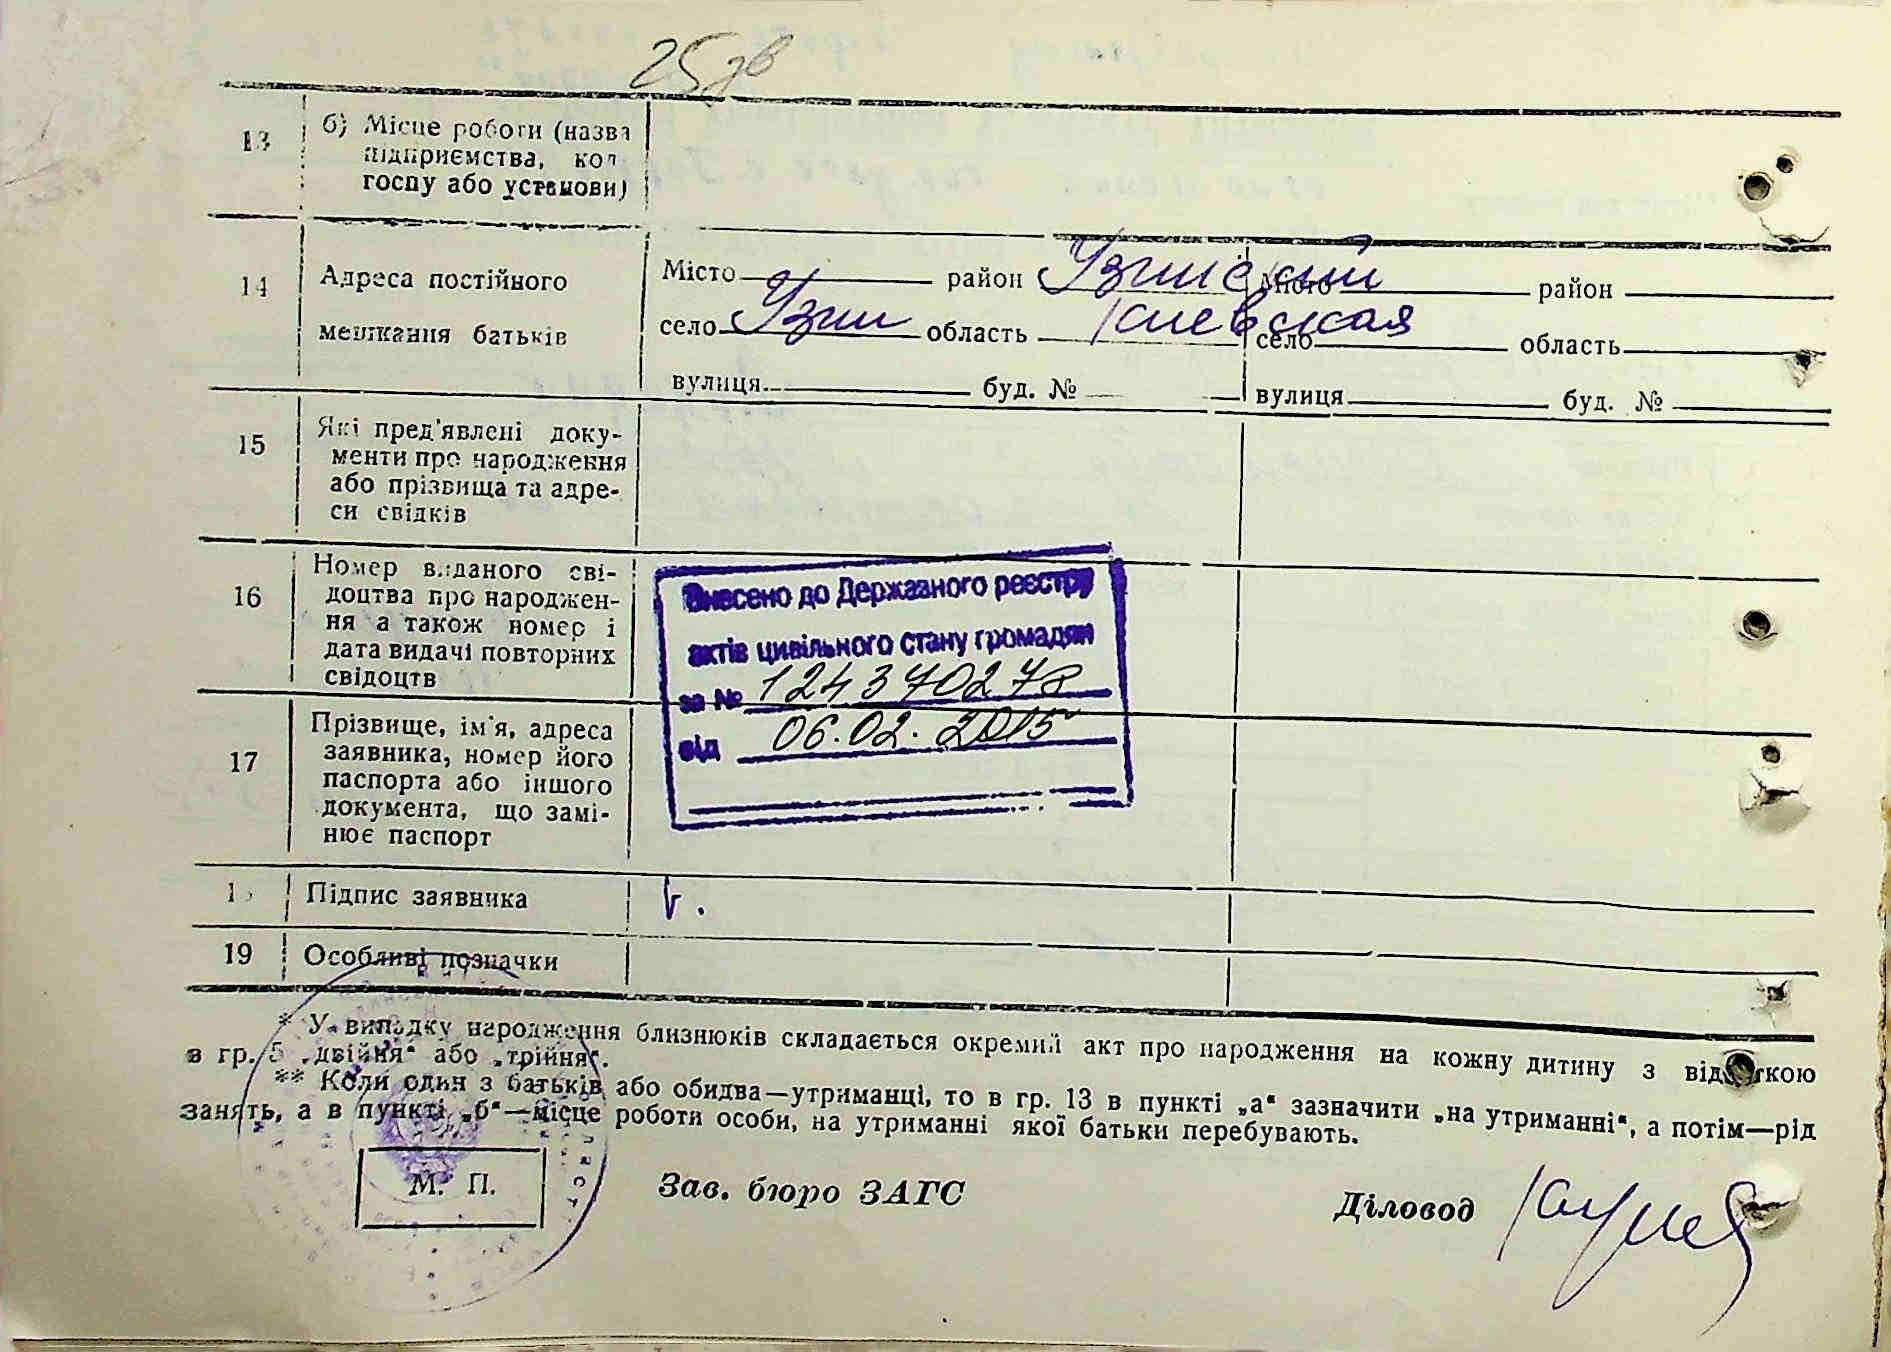 25зв
13 б) Місце роботи (назва
підприємства, кол-
госпу або установи)
14 Адреса постійного
мешкання батьків
Місто район Узинский Місто район
село Узин область Киевская село область
вулиця буд. № вулиця буд. №
15 Які пред'явлені доку-
менти про народження
або прізвища та адре-
си свідків
16 Номер виданого сві-
доцтва про народжен-
ня а також номер і
дата видачі повторних
свідоцтв
Внесено до Державного реєстру
актів цивільного стану громадян
за № 124370278
від 06.02.2015
17 Прізвище, ім'я, адреса
заявника, номер його
паспорта або іншого
документа, що замі-
нює паспорт
18 Підпис заявника
19 Особливі позначки
* У випадку народження близнюків складається окремий акт про народження на кожну дитину з відміткою
в гр. 5 „двійня“ або „трійня“.
** Коли один з батьків або обидва—утриманці, то в гр. 13 в пункті „а“ зазначити „на утриманні“, а потім—рід
занять, а в пункті „б“—місце роботи особи, на утриманні якої батьки перебувають.
М. П.
Зав. бюро ЗАГС
Діловод